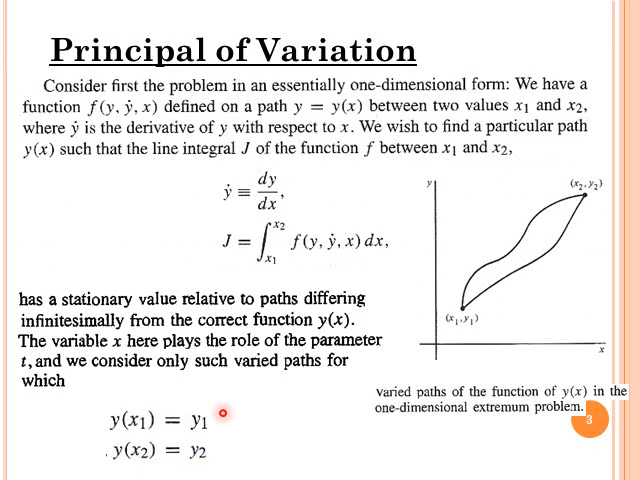 Principal of Variation
Consider first the problem in an essentially one-dimensional form: We have a
function f(y, ẏ, x) defined on a path y = y(x) between two values x₁ and x₂,
where ẏ is the derivative of y with respect to x. We wish to find a particular path
y(x) such that the line integral J of the function f between x₁ and x₂,
ẏ ≡ dy/dx,
J = ∫ₓ₁ˣ² f(y, ẏ, x) dx,
has a stationary value relative to paths differing
infinitesimally from the correct function y(x).
The variable x here plays the role of the parameter
t, and we consider only such varied paths for
which
y(x₁) = y₁
y(x₂) = y₂
y
(x₂, y₂)
(x₁, y₁)
x
Varied paths of the function of y(x) in the
one-dimensional extremum problem.
3